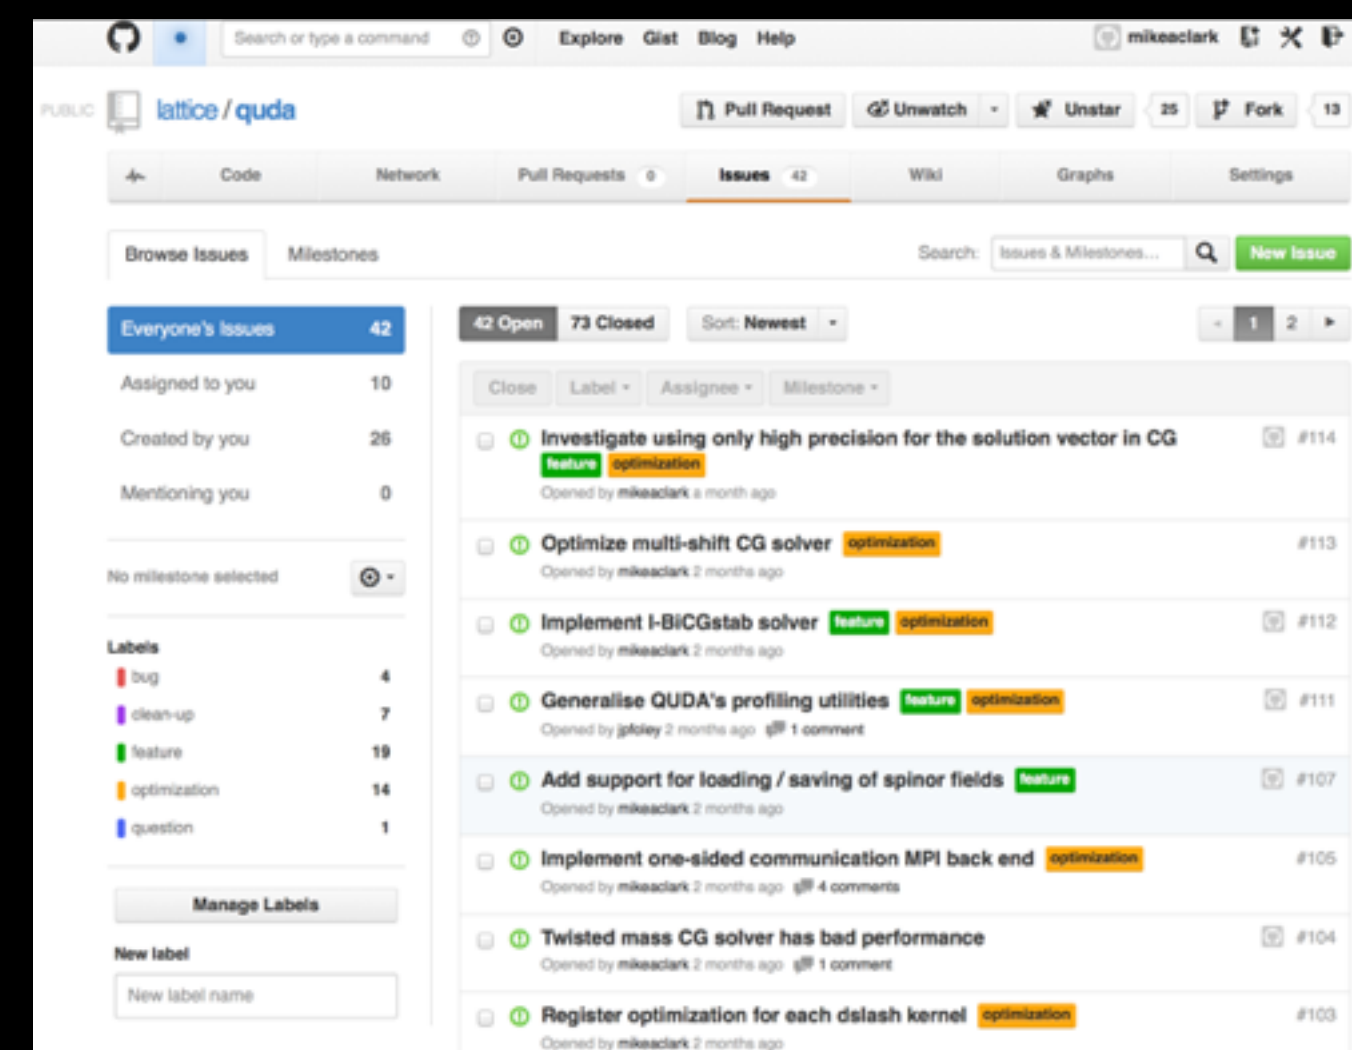 Search or type a command Explore Gist Blog Help mikeaclark
PUBLIC lattice / quda Pull Request Unwatch Unstar 25 Fork 13
Code Network Pull Requests 0 Issues 42 Wiki Graphs Settings
Browse Issues Milestones Search: Issues & Milestones... New Issue
Everyone's Issues 42
Assigned to you 10
Created by you 26
Mentioning you 0
No milestone selected
Labels
bug 4
clean-up 7
feature 19
optimization 14
question 1
Manage Labels
New label
New label name
42 Open 73 Closed Sort: Newest 1 2
Close Label Assignee Milestone
Investigate using only high precision for the solution vector in CG #114
feature optimization
Opened by mikeaclark a month ago
Optimize multi-shift CG solver optimization #113
Opened by mikeaclark 2 months ago
Implement l-BiCGstab solver feature optimization #112
Opened by mikeaclark 2 months ago
Generalise QUDA's profiling utilities feature optimization #111
Opened by jpfoley 2 months ago 1 comment
Add support for loading / saving of spinor fields feature #107
Opened by mikeaclark 2 months ago
Implement one-sided communication MPI back end optimization #105
Opened by mikeaclark 2 months ago 4 comments
Twisted mass CG solver has bad performance #104
Opened by mikeaclark 2 months ago 1 comment
Register optimization for each dslash kernel optimization #103
Opened by mikeaclark 2 months ago